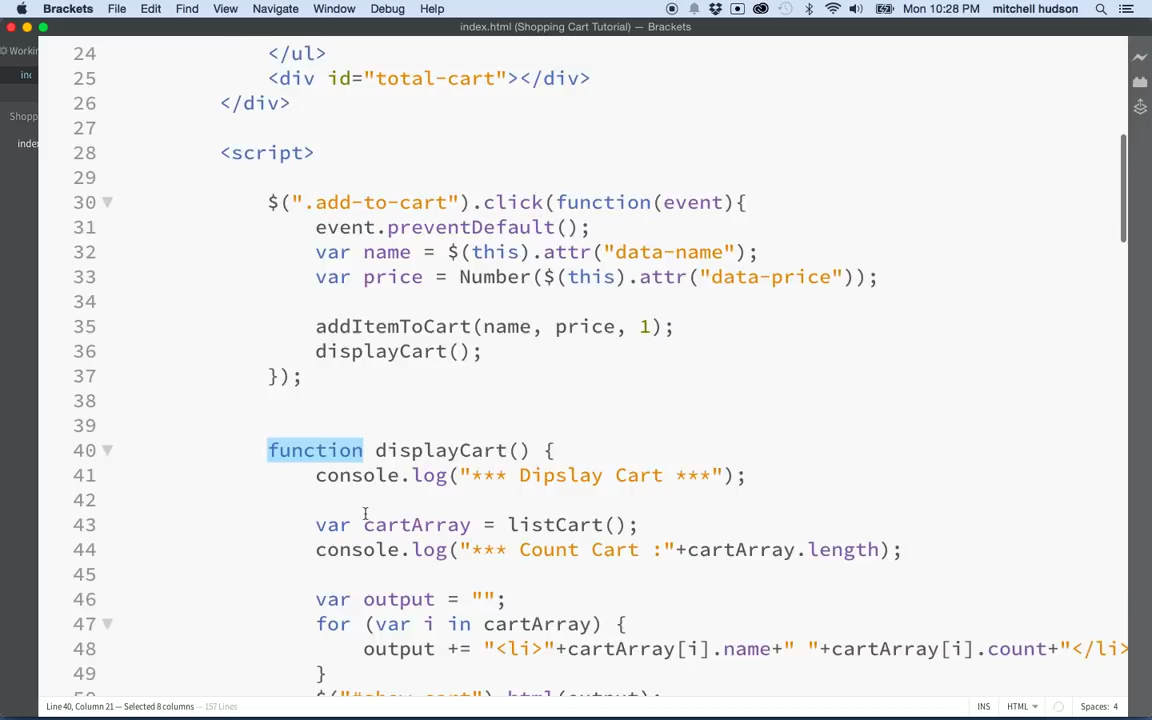 Brackets File Edit View Navigate Window Debug Help Mon 10:28 PM mitchell hudson
index.html (Shopping Cart Tutorial) — Brackets
Workin
Shopp
24 </ul>
25 <div id="total-cart"></div>
26 </div>
27
28 <script>
29
30 $(".add-to-cart").click(function(event){
31 event.preventDefault();
32 var name = $(this).attr("data-name");
33 var price = Number($(this).attr("data-price"));
34
35 addItemToCart(name, price, 1);
36 displayCart();
37 });
38
39
40 function displayCart() {
41 console.log("*** Dipslay Cart ***");
42
43 var cartArray = listCart();
44 console.log("*** Count Cart :"+cartArray.length);
45
46 var output = "";
47 for (var i in cartArray) {
48 output += "<li>"+cartArray[i].name+" "+cartArray[i].count+"</li>
49 }
$("#show-cart").html(output);
Line 40, Column 21 — Selected 8 columns — 157 Lines INS HTML Spaces: 4